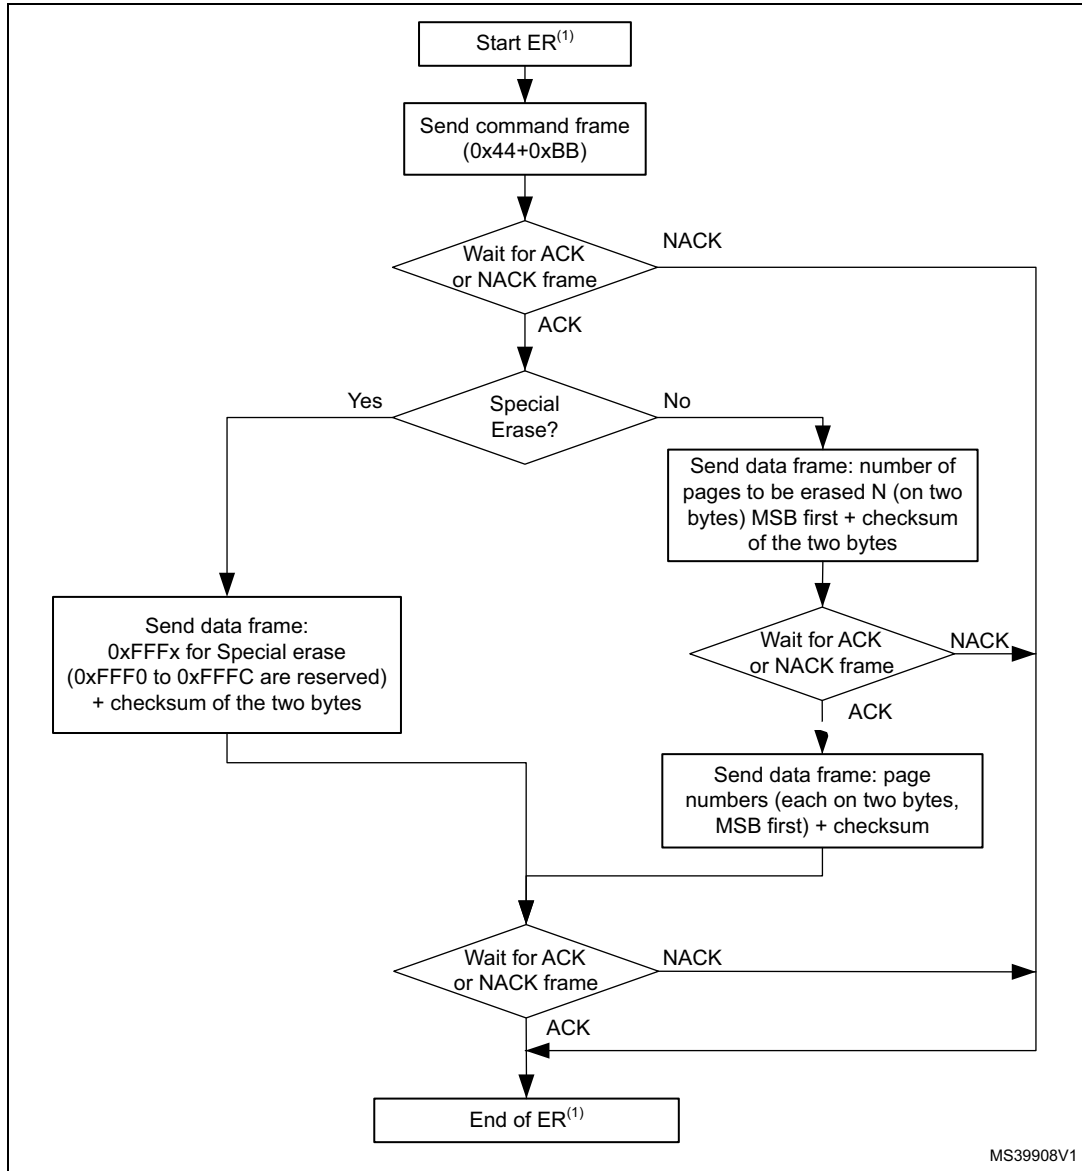 Start ER(1)
Send command frame
(0x44+0xBB)
NACK
Wait for ACK
or NACK frame
ACK
Yes
Special
Erase?
No
Send data frame: number of
pages to be erased N (on two
bytes) MSB first + checksum
of the two bytes
Send data frame:
0xFFFx for Special erase
(0xFFF0 to 0xFFFC are reserved)
+ checksum of the two bytes
Wait for ACK
or NACK frame
NACK
ACK
Send data frame: page
numbers (each on two bytes,
MSB first) + checksum
Wait for ACK
or NACK frame
NACK
ACK
End of ER(1)
MS39908V1